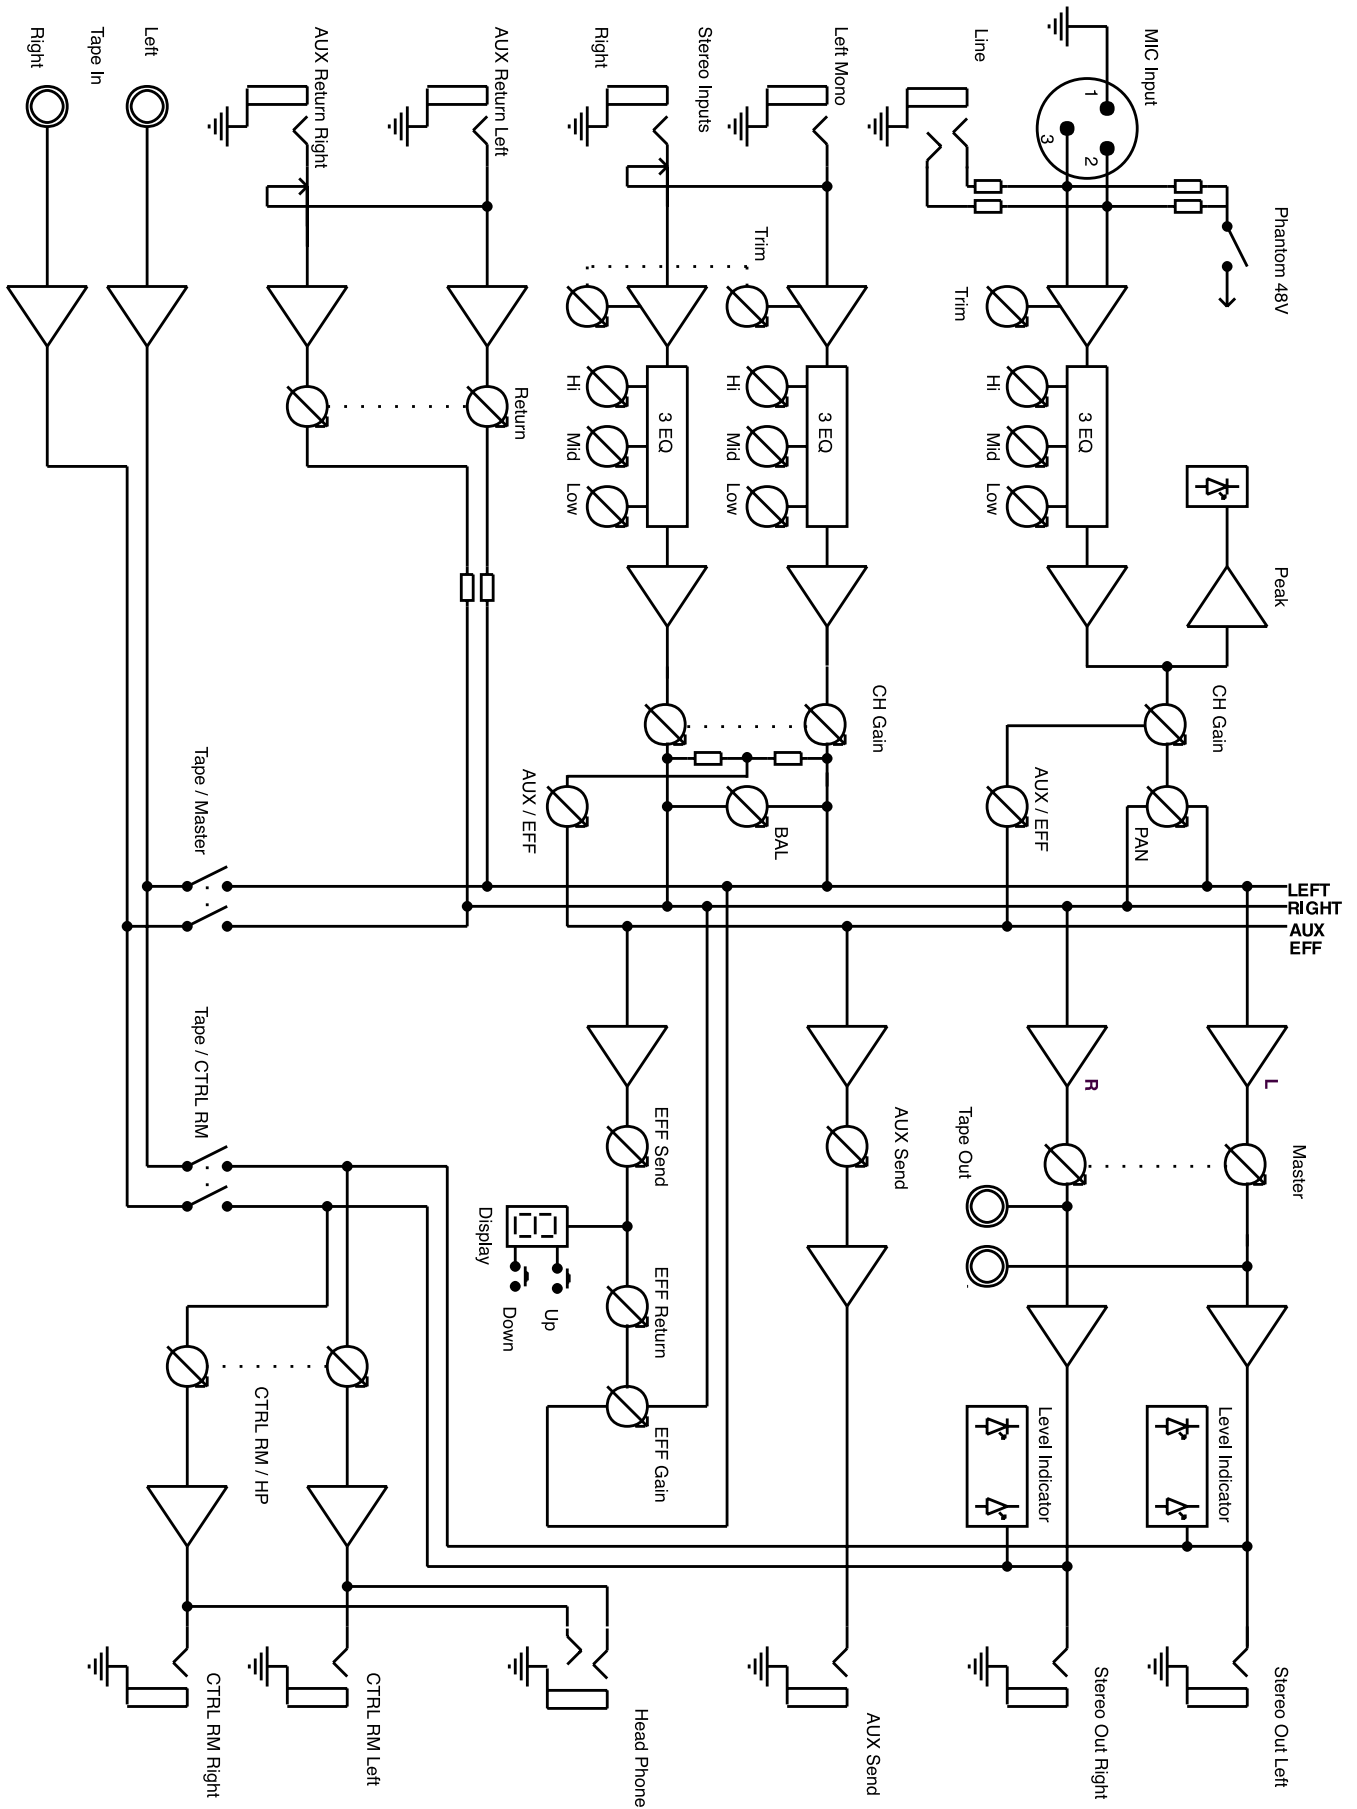 MIC Input
1
2
3
Line
Phantom 48V
Trim
3 EQ
Hi
Mid
Low
Peak
CH Gain
PAN
AUX / EFF
Left Mono
Stereo Inputs
Right
Trim
3 EQ
Hi
Mid
Low
3 EQ
Hi
Mid
Low
CH Gain
BAL
AUX / EFF
AUX Return Left
AUX Return Right
Return
Left
Tape In
Right
Tape / Master
Tape / CTRL RM
LEFT
RIGHT
AUX
EFF
L
R
Master
Tape Out
Level Indicator
Level Indicator
Stereo Out Left
Stereo Out Right
AUX Send
AUX Send
EFF Send
Display
Up
Down
EFF Return
EFF Gain
Head Phone
CTRL RM / HP
CTRL RM Left
CTRL RM Right